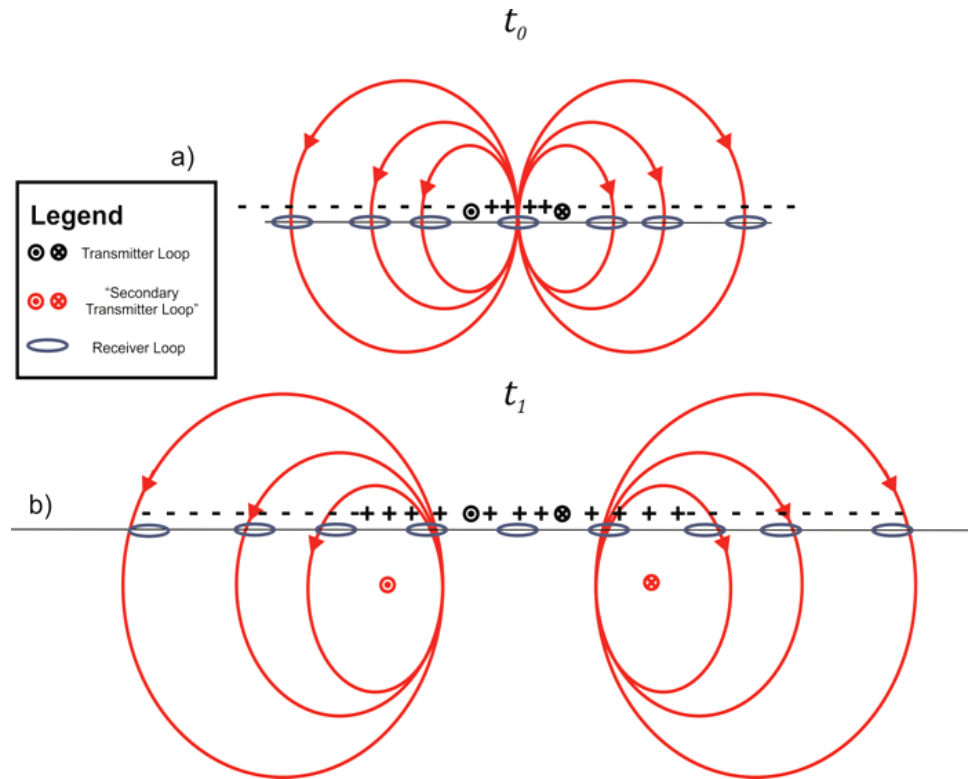 t0
a)
- - - - - - - - - - - - - - ++ ++ - - - - - - - - - - - - - -
Legend
Transmitter Loop
"Secondary
Transmitter Loop"
Receiver Loop
t1
b)
- - - - - - - - - - - - - + + + + + + + + + + + - - - - - - - - - - - - -